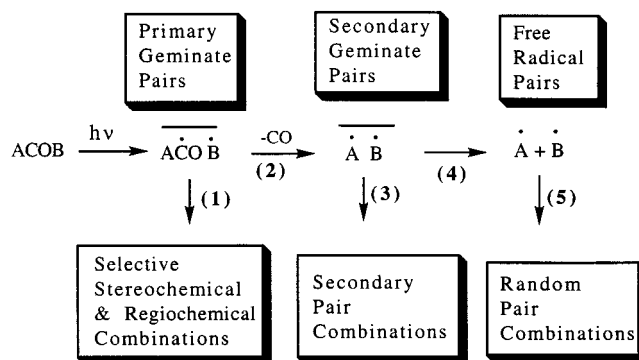 Primary
Geminate
Pairs
Secondary
Geminate
Pairs
Free
Radical
Pairs
ACOB
hν
ACO B
-CO
(2)
A B
(4)
A + B
(1)
(3)
(5)
Selective
Stereochemical
& Regiochemical
Combinations
Secondary
Pair
Combinations
Random
Pair
Combinations